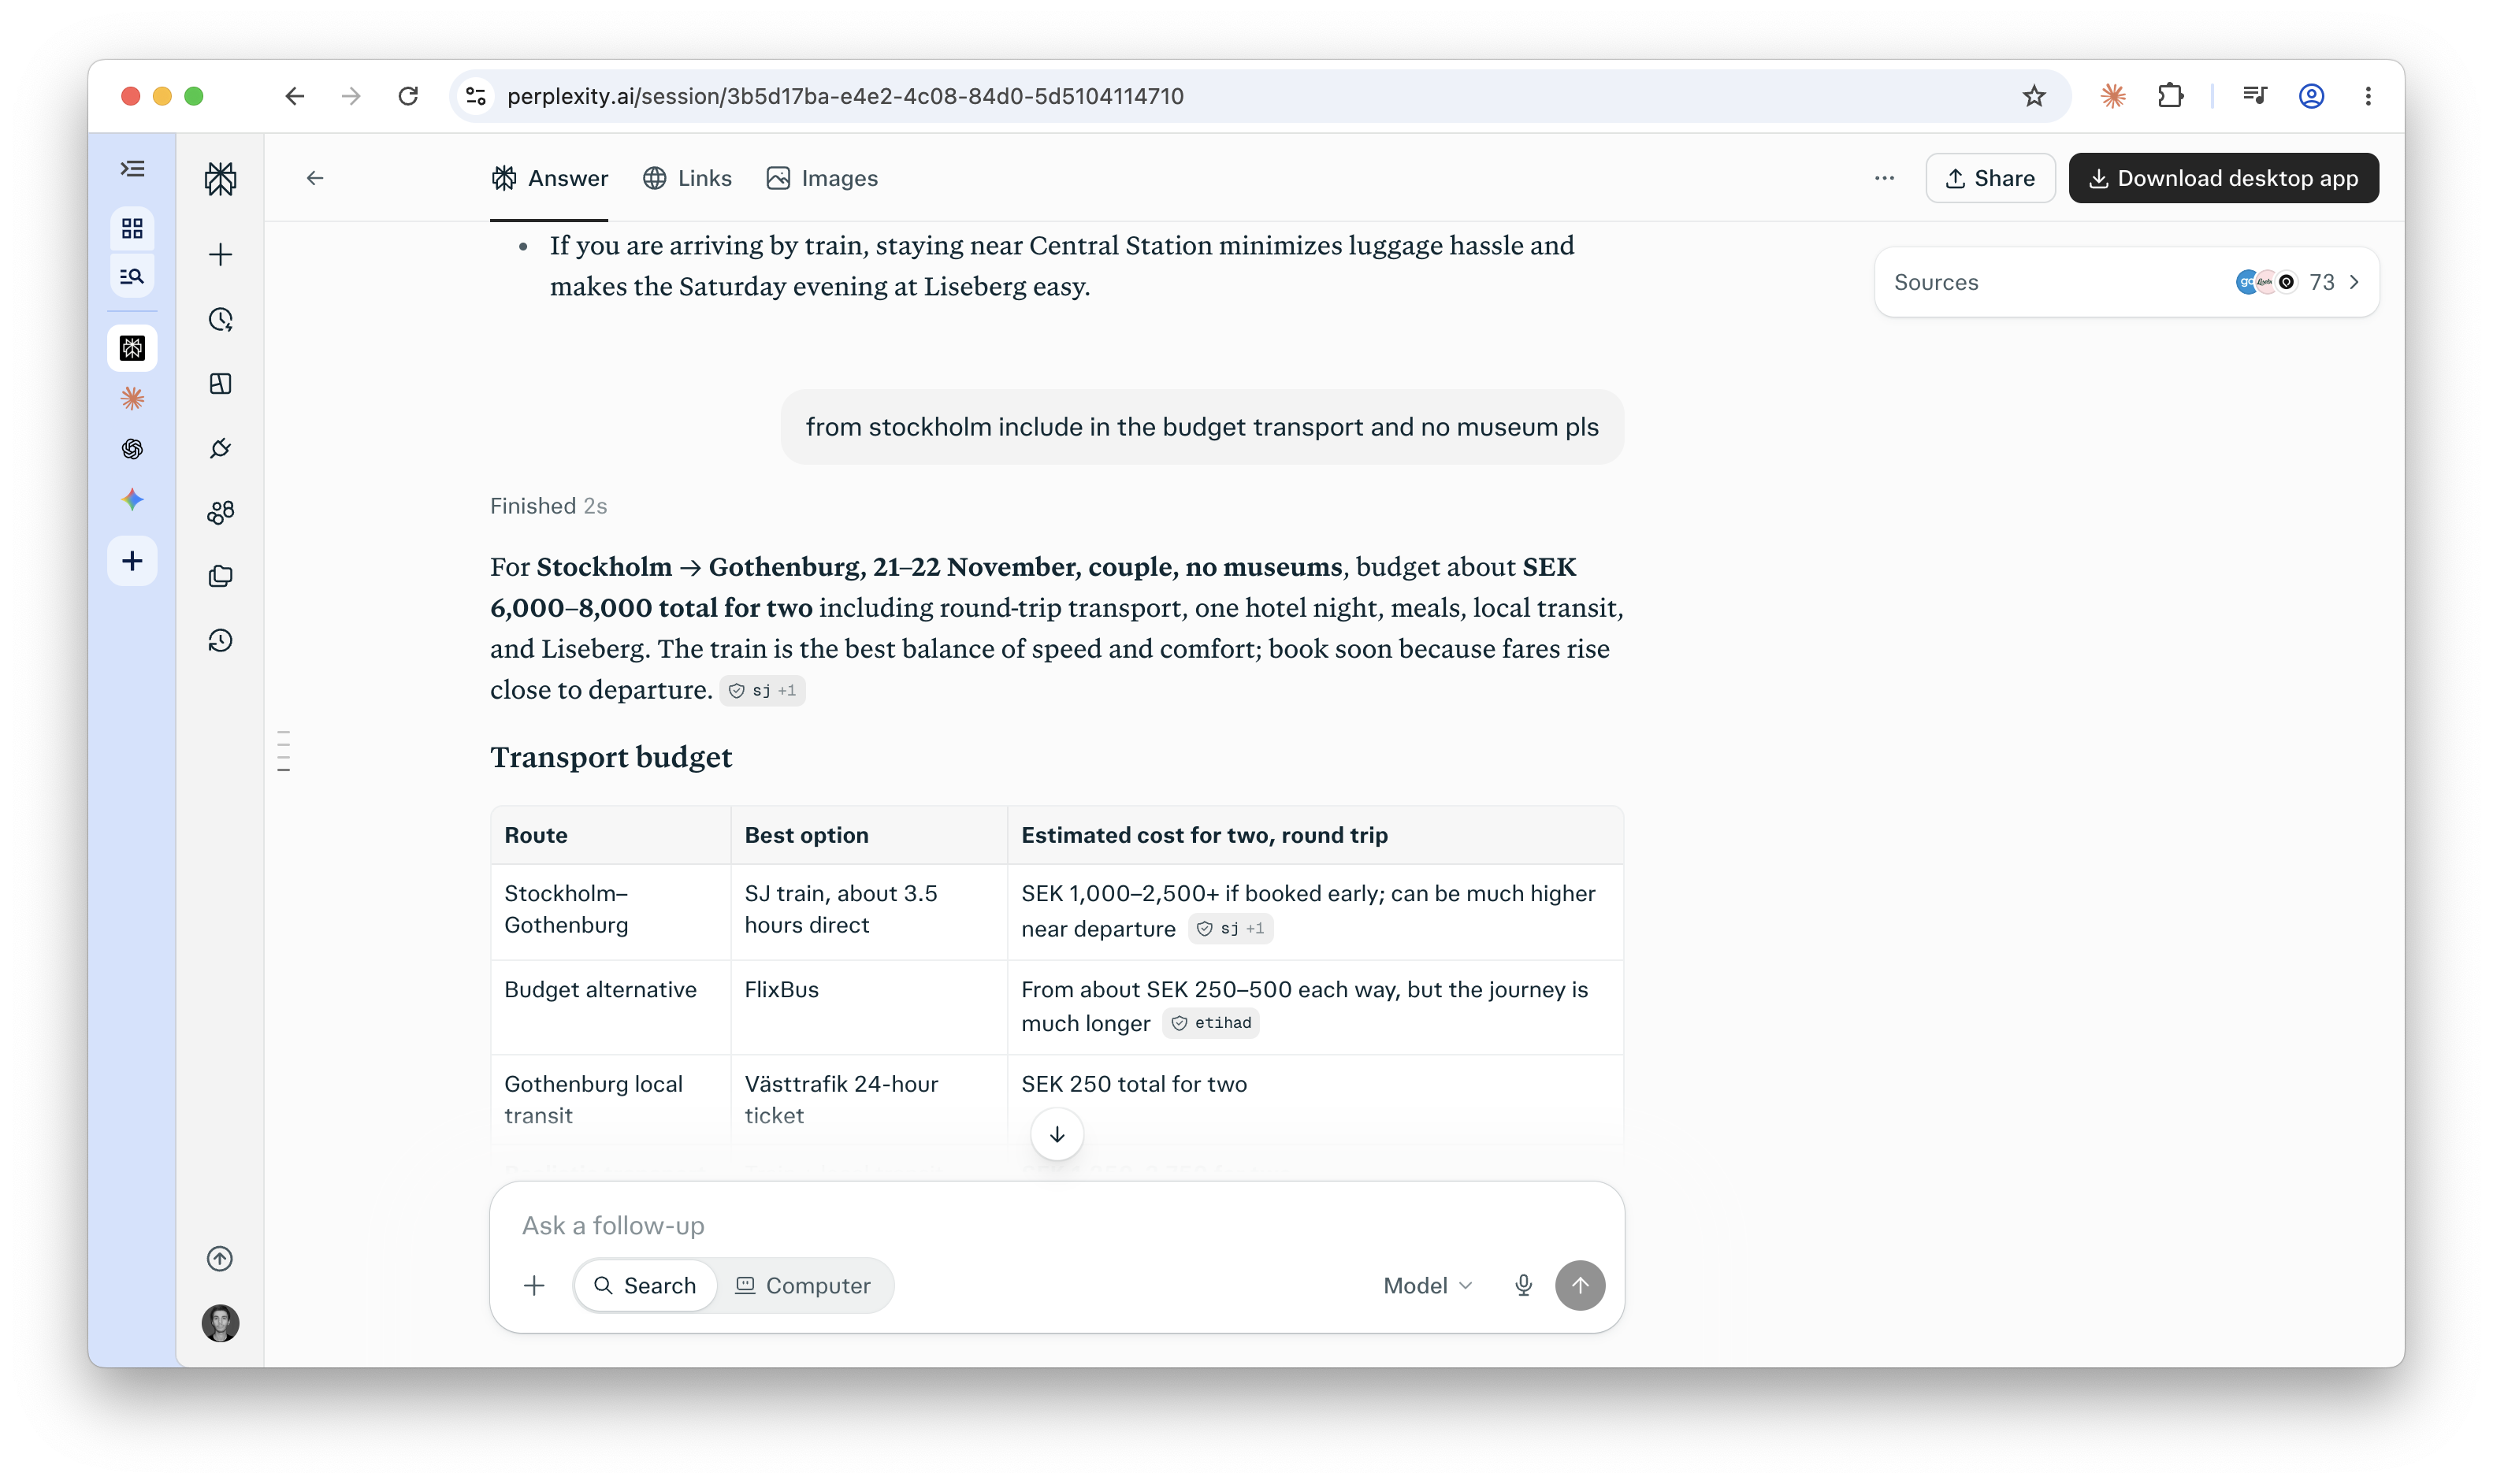 perplexity.ai/session/3b5d17ba-e4e2-4c08-84d0-5d5104114710
Answer
Links
Images
Share
Download desktop app
If you are arriving by train, staying near Central Station minimizes luggage hassle and
makes the Saturday evening at Liseberg easy.
Sources
73
from stockholm include in the budget transport and no museum pls
Finished 2s
For Stockholm → Gothenburg, 21–22 November, couple, no museums, budget about SEK
6,000–8,000 total for two including round-trip transport, one hotel night, meals, local transit,
and Liseberg. The train is the best balance of speed and comfort; book soon because fares rise
close to departure. sj +1
Transport budget
Route Best option Estimated cost for two, round trip
Stockholm– SJ train, about 3.5 SEK 1,000–2,500+ if booked early; can be much higher
Gothenburg hours direct near departure sj +1
Budget alternative FlixBus From about SEK 250–500 each way, but the journey is
much longer etihad
Gothenburg local Västtrafik 24-hour SEK 250 total for two
transit ticket
Ask a follow-up
Search
Computer
Model